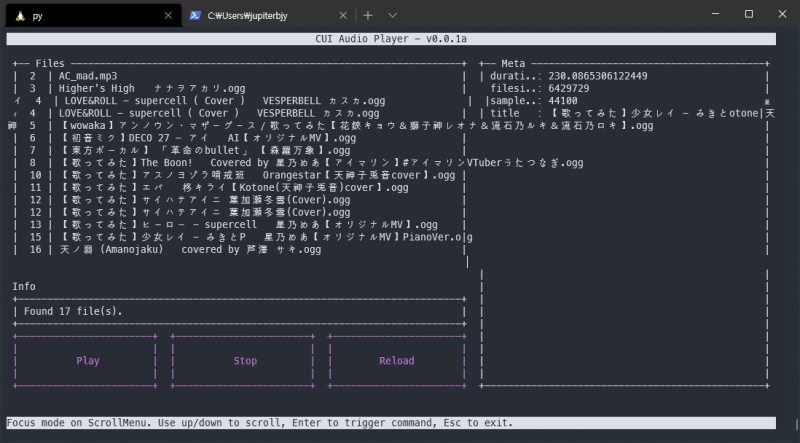 py
C:₩Users₩jupiterbjy
CUI Audio Player - v0.0.1a
Files
Meta
2 | AC_mad.mp3
durati..: 230.0865306122449
3 | Higher's High ナナヲアカリ.ogg
filesi..: 6429729
イ 4 | LOVE&ROLL - supercell ( Cover ) VESPERBELL カスカ.ogg
sample..: 44100
ィ 4 | LOVE&ROLL - supercell ( Cover ) VESPERBELL カスカ.ogg
title : 【歌ってみた】少女レイ - みきとotone|天
神 5 | 【wowaka】アンノウン・マザーグース/歌ってみた【花鋏キョウ&獅子神レオナ&流石乃ルキ&流石乃ロキ】.ogg
6 | 【初音ミク】DECO 27 - アイ AI【オリジナルMV】.ogg
7 | 【東方ボーカル】 「革命のbullet」 【森羅万象】.ogg
8 | 【歌ってみた】The Boon! Covered by 星乃めあ【アイマリン】#アイマリンVTuberうたつなぎ.ogg
10 | 【歌ってみた】アスノヨゾラ哨戒班 Orangestar【天神子兎音cover】.ogg
11 | 【歌ってみた】エバ 柊キライ【Kotone(天神子兎音)cover】.ogg
12 | 【歌ってみた】サイハテアイニ 葉加瀬冬雪(Cover).ogg
12 | 【歌ってみた】サイハテアイニ 葉加瀬冬雪(Cover).ogg
13 | 【歌ってみた】ヒーロー - supercell 星乃めあ【オリジナルMV】.ogg
15 | 【歌ってみた】少女レイ - みきとP 星乃めあ【オリジナルMV】PianoVer.o|g
16 | 天ノ弱 (Amanojaku) covered by 芦澤 サキ.ogg
Info
Found 17 file(s).
Play
Stop
Reload
Focus mode on ScrollMenu. Use up/down to scroll, Enter to trigger command, Esc to exit.